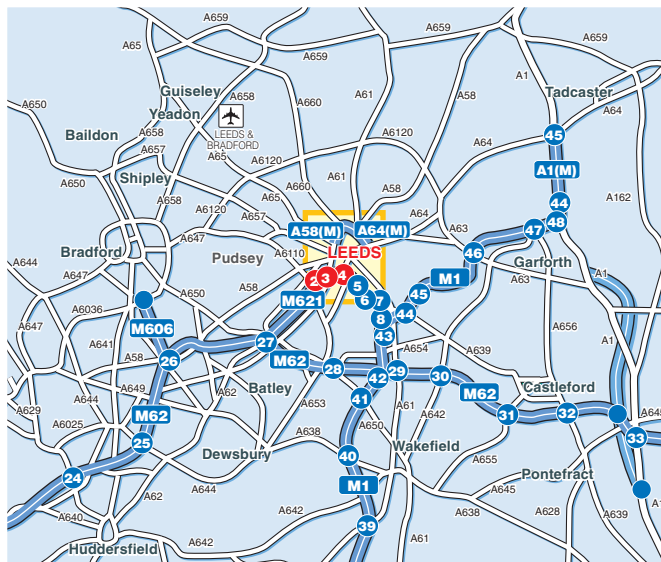 A659
A659
A659
A65
A1
A658
Guiseley
A61
A658
Tadcaster
A650
Yeadon
A660
A58
A64
LEEDS &
BRADFORD
Baildon
A658
A6120
45
A657
A65
A64
A6120
A1(M)
A650
Shipley
A660
A58
A658
A6120
A65
A61
A162
A657
A64
44
A58(M)
A64(M)
A63
48
47
A647
Bradford
A6110
LEEDS
46
A644
Pudsey
Garforth
A647
2
3
4
5
M1
A63
A1
A58
6
7
45
A650
M621
44
A6036
8
M606
A656
A1
A647
43
A641
27
A654
A639
A58
26
M62
28
42
29
30
A649
A62
Batley
Castleford
A629
A644
M62
41
A653
A61
A642
M62
31
32
A645
A6025
A650
25
A638
Wakefield
33
Dewsbury
40
A655
24
A644
M1
Pontefract
A62
A645
A640
39
A638
A628
A639
A1
Huddersfield
A642
A642
A61